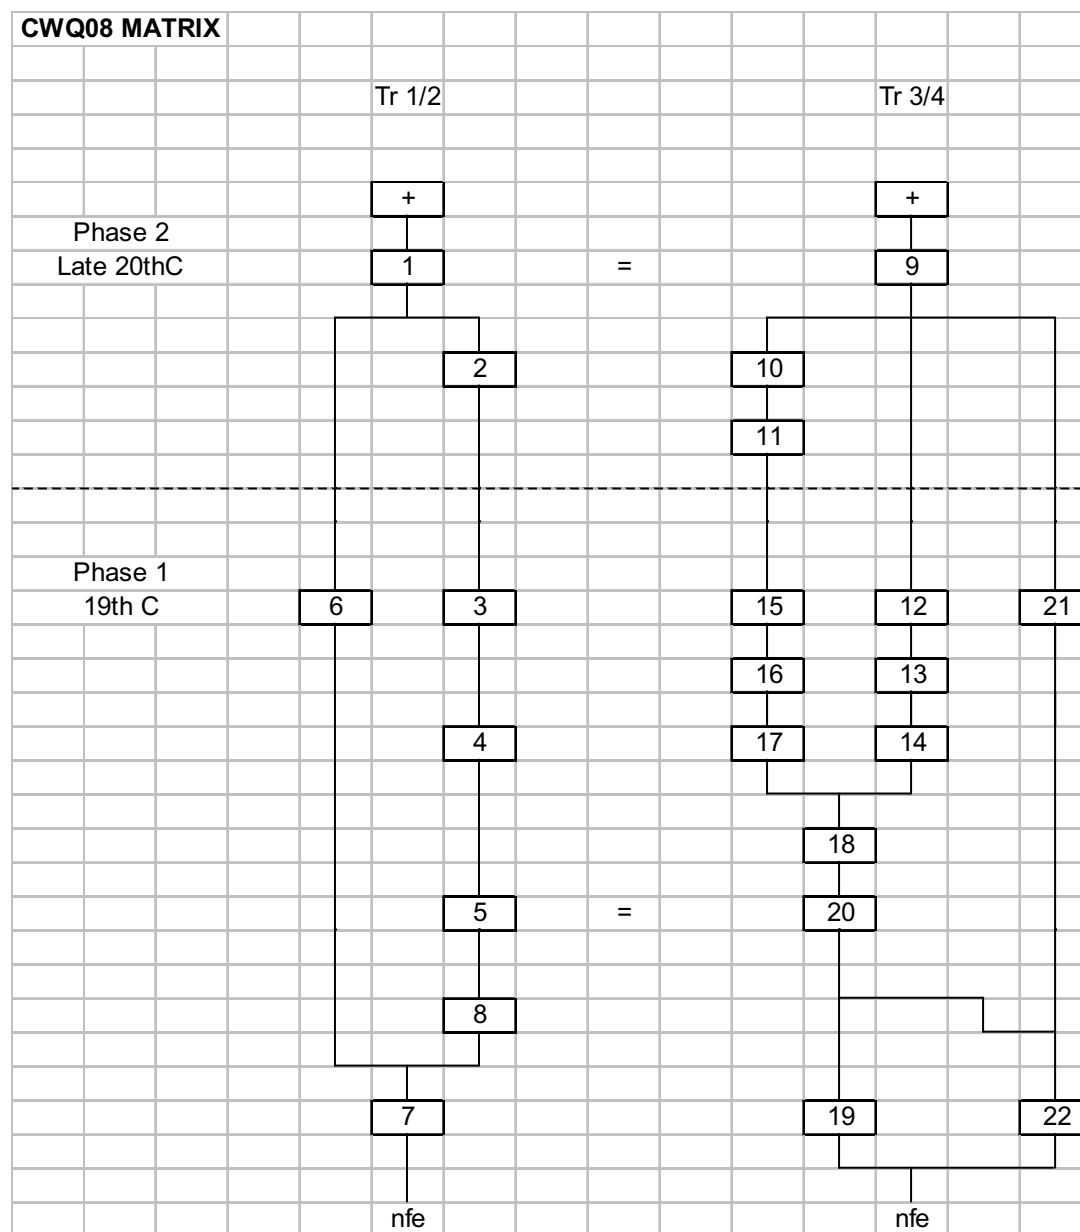 CWQ08 MATRIX
Tr 1/2 Tr 3/4
+ +
Phase 2
Late 20thC 1 = 9
2 10
11
Phase 1
19th C 6 3 15 12 21
16 13
4 17 14
18
5 = 20
8
7 19 22
nfe nfe